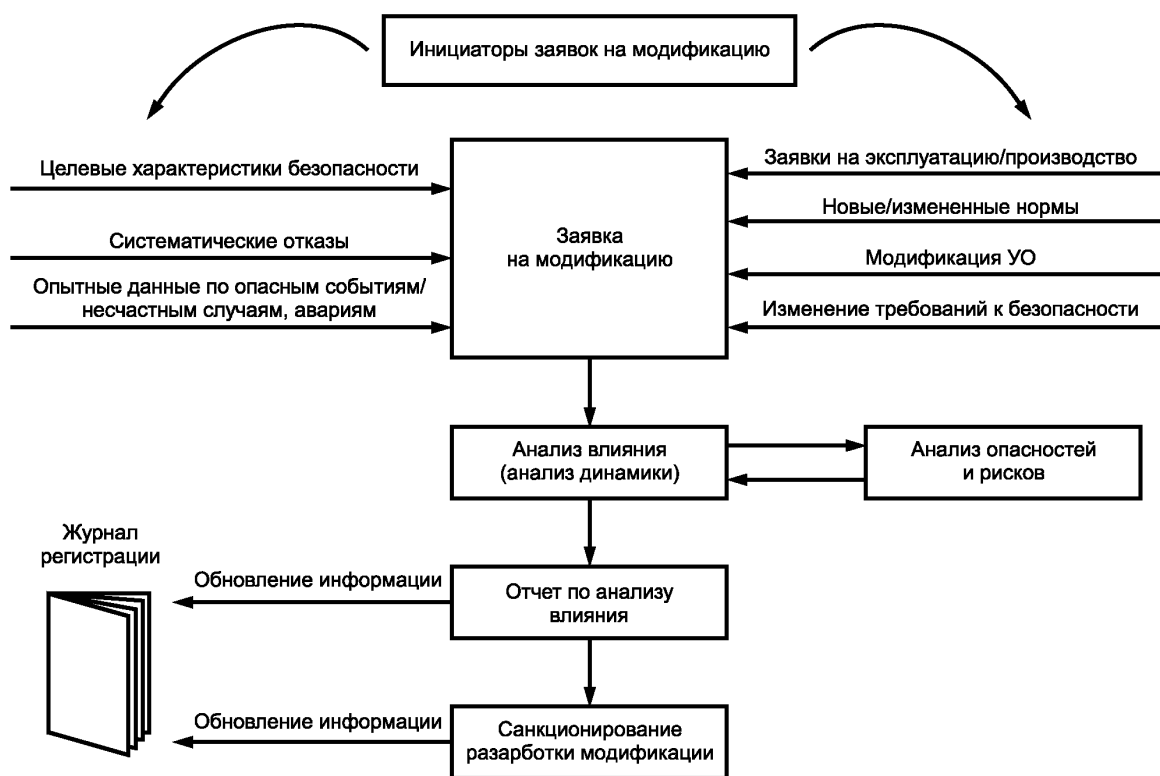 Инициаторы заявок на модификацию
Целевые характеристики безопасности
Систематические отказы
Опытные данные по опасным событиям/
несчастным случаям, авариям
Заявка
на модификацию
Заявки на эксплуатацию/производство
Новые/измененные нормы
Модификация УО
Изменение требований к безопасности
Анализ влияния
(анализ динамики)
Анализ опасностей
и рисков
Журнал
регистрации
Обновление информации
Отчет по анализу
влияния
Обновление информации
Санкционирование
разарботки модификации